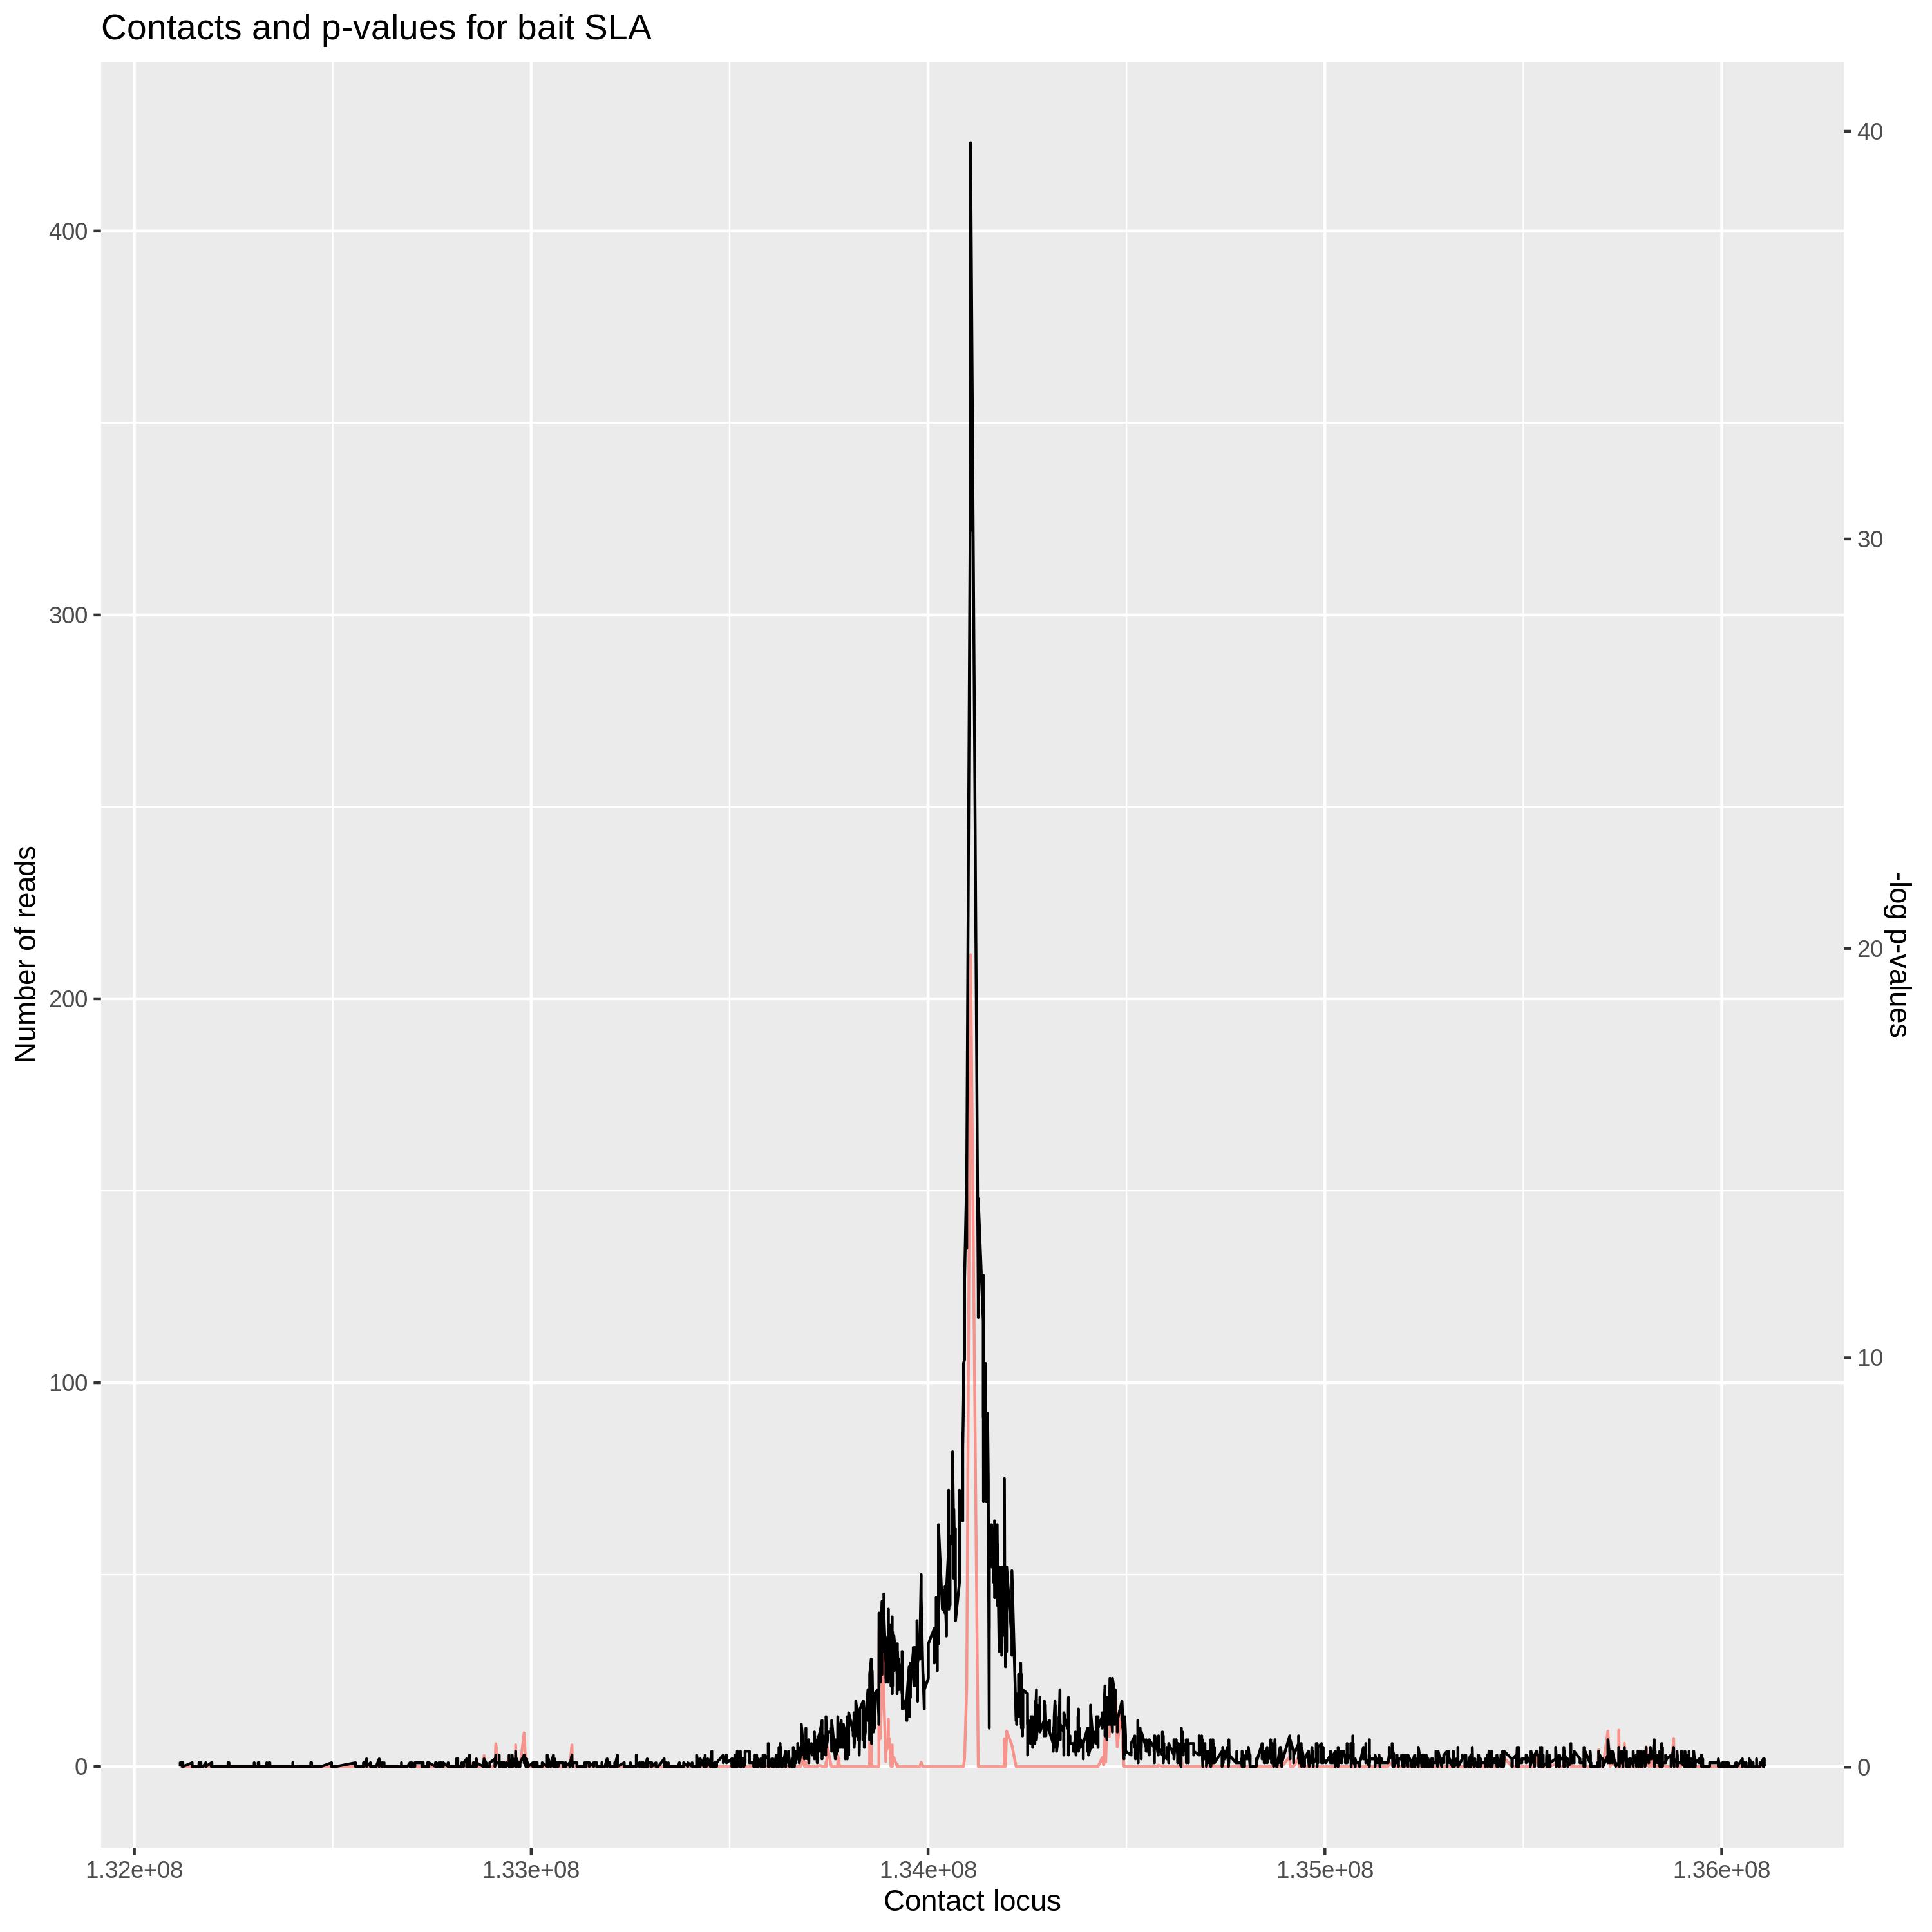 Contacts and p-values for bait SLA
400
300
200
100
0
Number of reads
40
30
20
10
0
-log p-values
1.32e+08 1.33e+08 1.34e+08 1.35e+08 1.36e+08
Contact locus